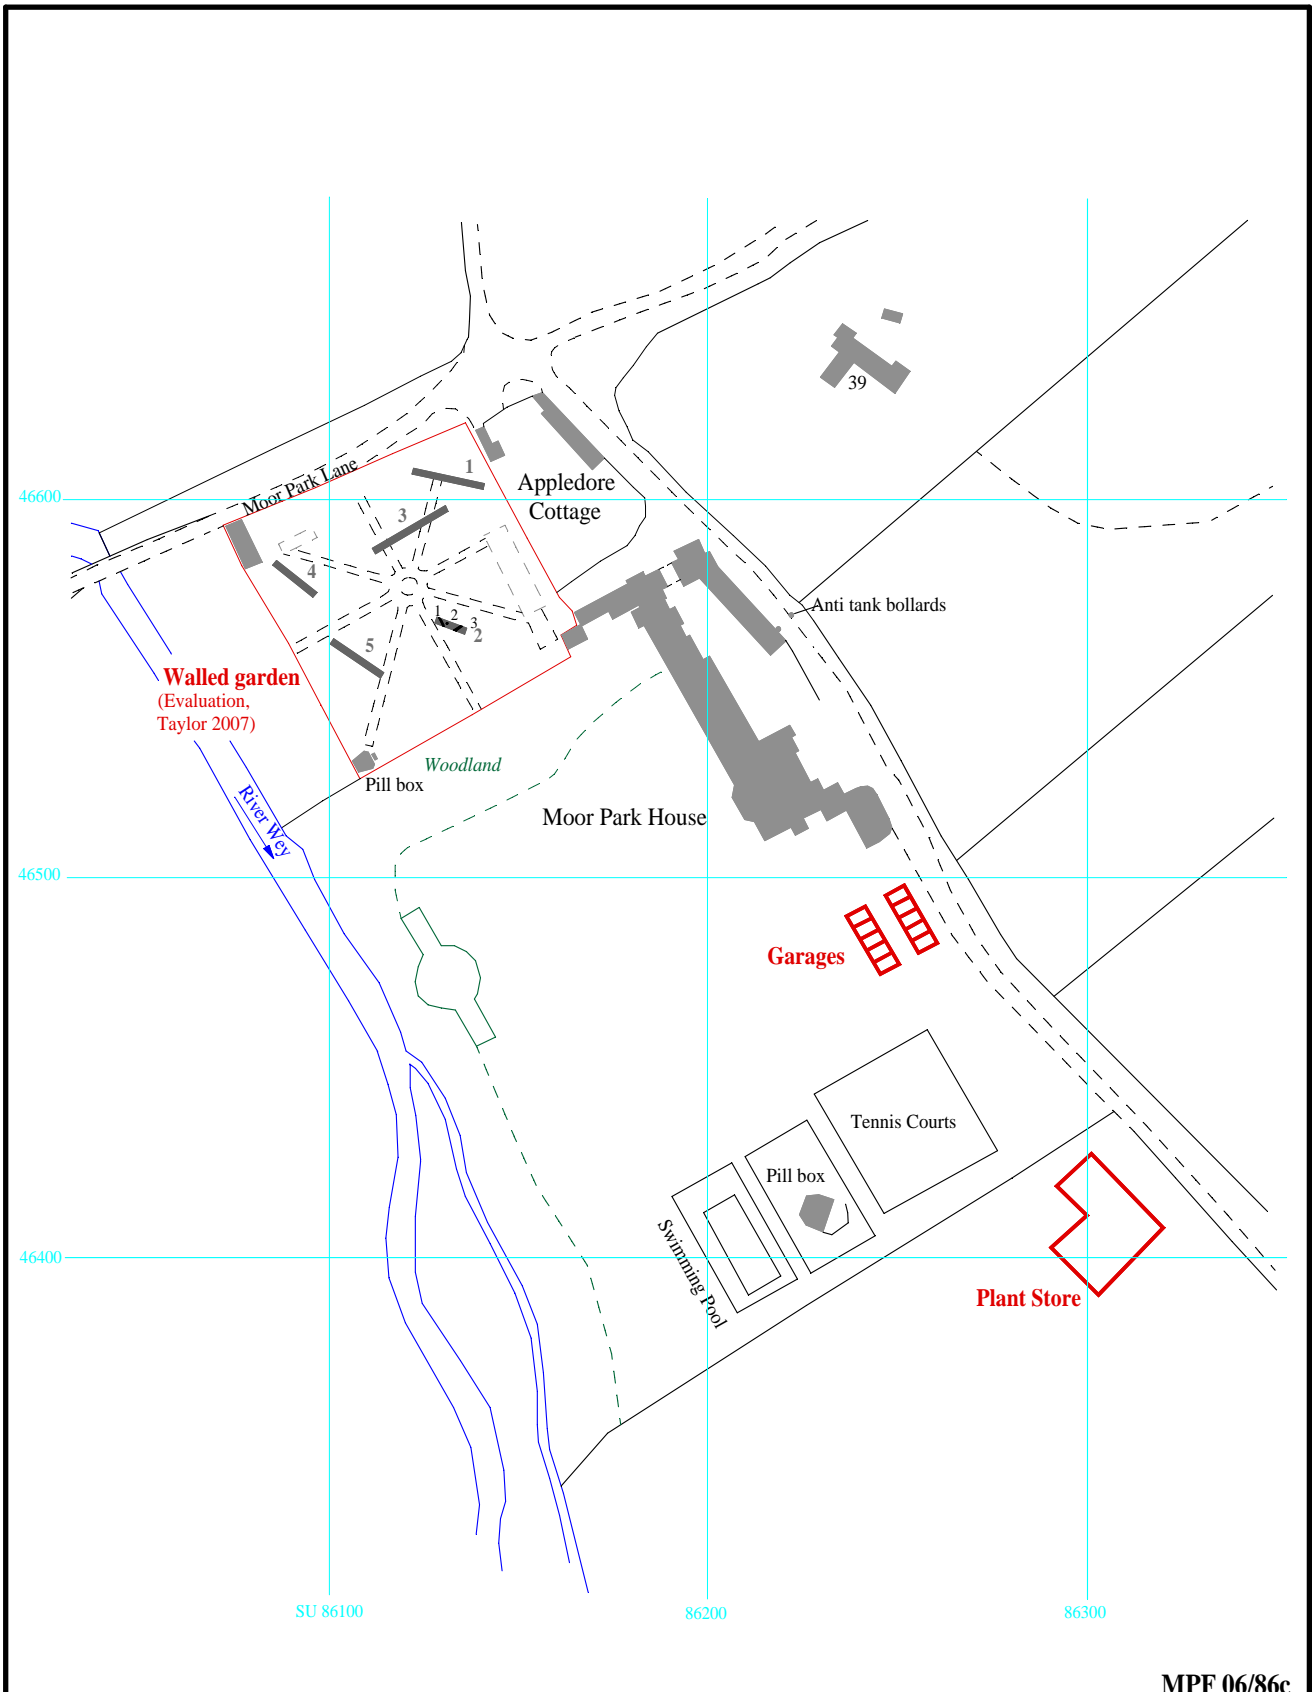 39
Moor Park Lane
1
Appledore
Cottage
46600
3
4
Anti tank bollards
1
2
3
2
5
Walled garden
(Evaluation,
Taylor 2007)
Woodland
Pill box
River Wey
Moor Park House
46500
Garages
Tennis Courts
Pill box
Swimming Pool
46400
Plant Store
SU 86100
86200
86300
MPF 06/86c